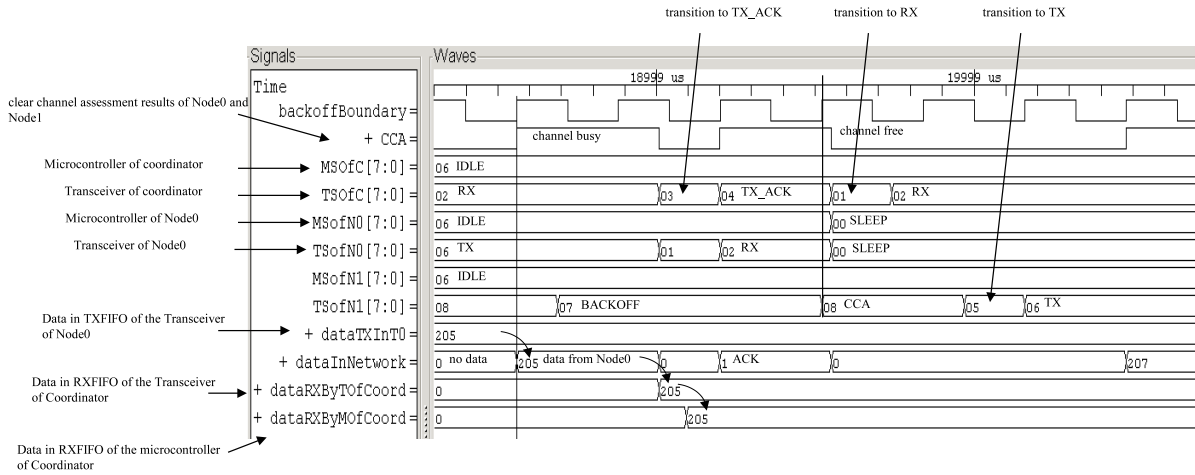 transition to TX_ACK
transition to RX
transition to TX
Signals
Waves
Time
18999 us
19999 us
clear channel assessment results of Node0 and
Node1
backoffBoundary=
+ CCA=
channel busy
channel free
Microcontroller of coordinator
MSOfC[7:0]=
06 IDLE
Transceiver of coordinator
TSOfC[7:0]=
02 RX
03
04 TX_ACK
01
02 RX
Microcontroller of Node0
MSofN0[7:0]=
06 IDLE
00 SLEEP
Transceiver of Node0
TSofN0[7:0]=
06 TX
01
02 RX
00 SLEEP
MSofN1[7:0]=
06 IDLE
TSofN1[7:0]=
08
07 BACKOFF
08 CCA
05
06 TX
Data in TXFIFO of the Transceiver
of Node0
+ dataTXInT0=
205
+ dataInNetwork=
0 no data
205 data from Node0
0
1 ACK
0
207
Data in RXFIFO of the Transceiver
of Coordinator
+ dataRXByTOfCoord=
0
205
+ dataRXByMOfCoord=
0
205
Data in RXFIFO of the microcontroller
of Coordinator